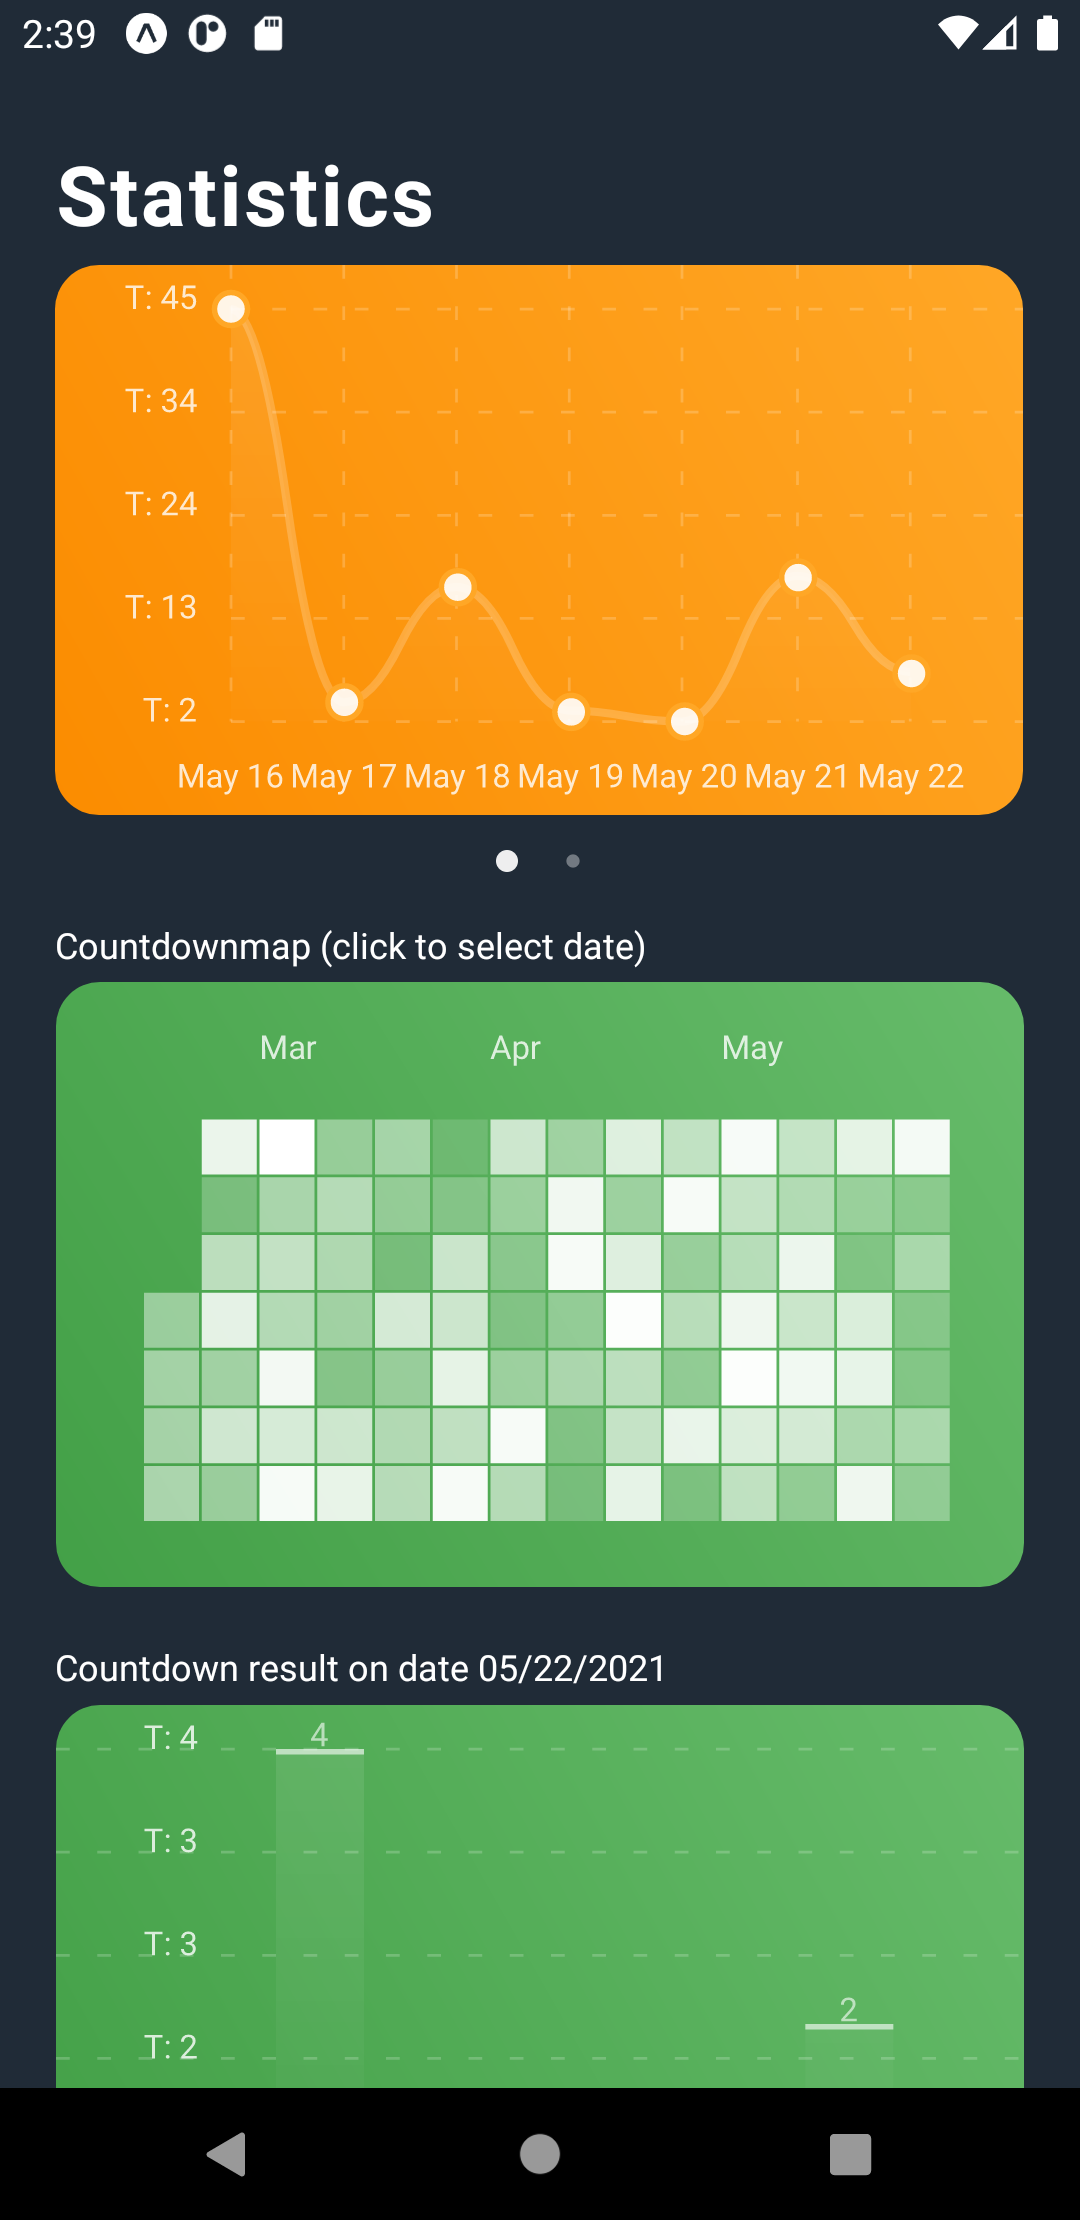 2:39
Statistics
T: 45
T: 34
T: 24
T: 13
T: 2
May 16 May 17 May 18 May 19 May 20 May 21 May 22
Countdownmap (click to select date)
Mar Apr May
Countdown result on date 05/22/2021
T: 4 4
T: 3
T: 3
2
T: 2